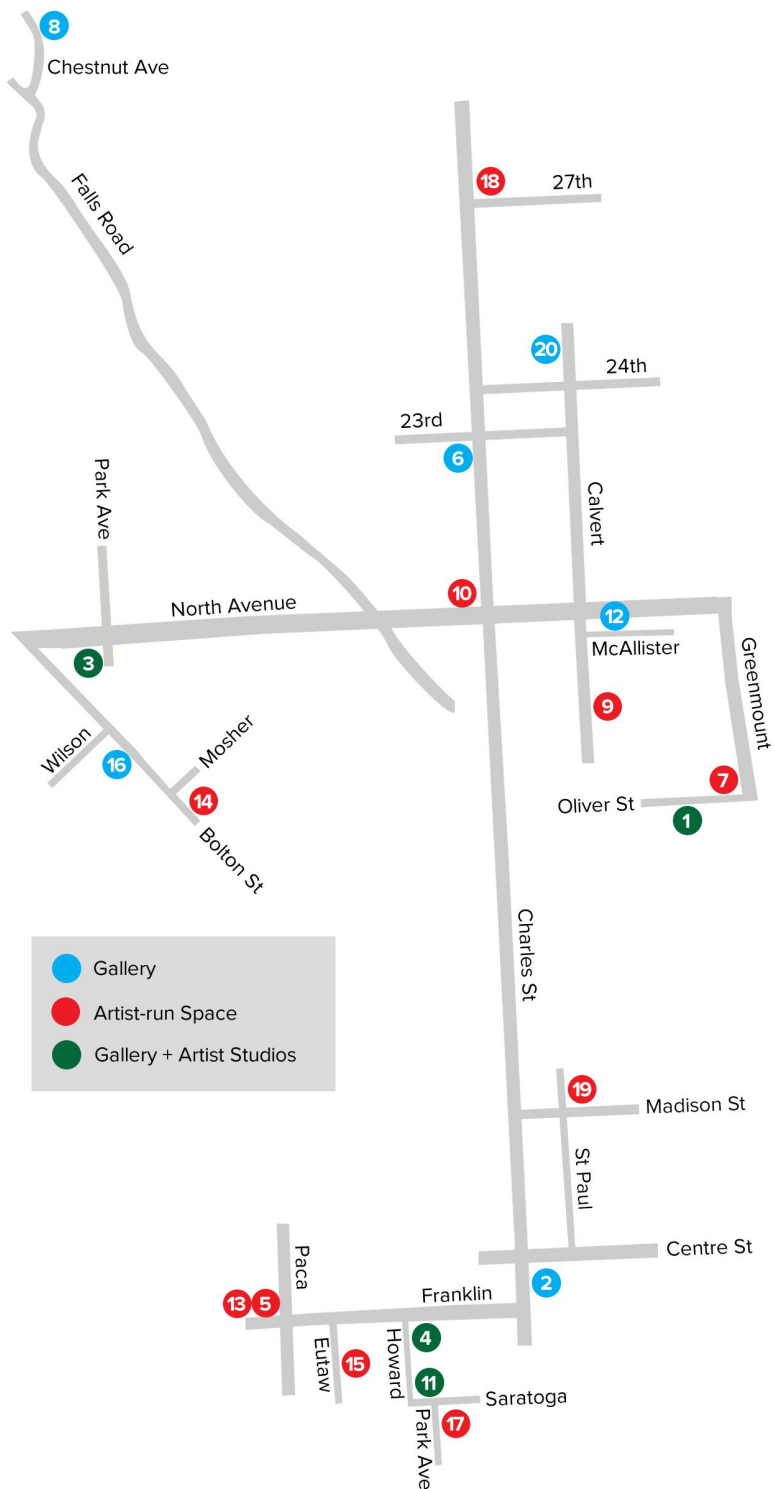 8
Chestnut Ave
Falls Road
18
27th
20
24th
23rd
6
Park Ave
Calvert
10
North Avenue
12
McAllister
3
Greenmount
9
Wilson
16
Mosher
14
Bolton St
7
Oliver St
1
Charles St
Gallery
Artist-run Space
Gallery + Artist Studios
19
Madison St
St Paul
Centre St
2
Paca
13
5
Franklin
Eutaw
15
Howard
4
11
Saratoga
Park Ave
17